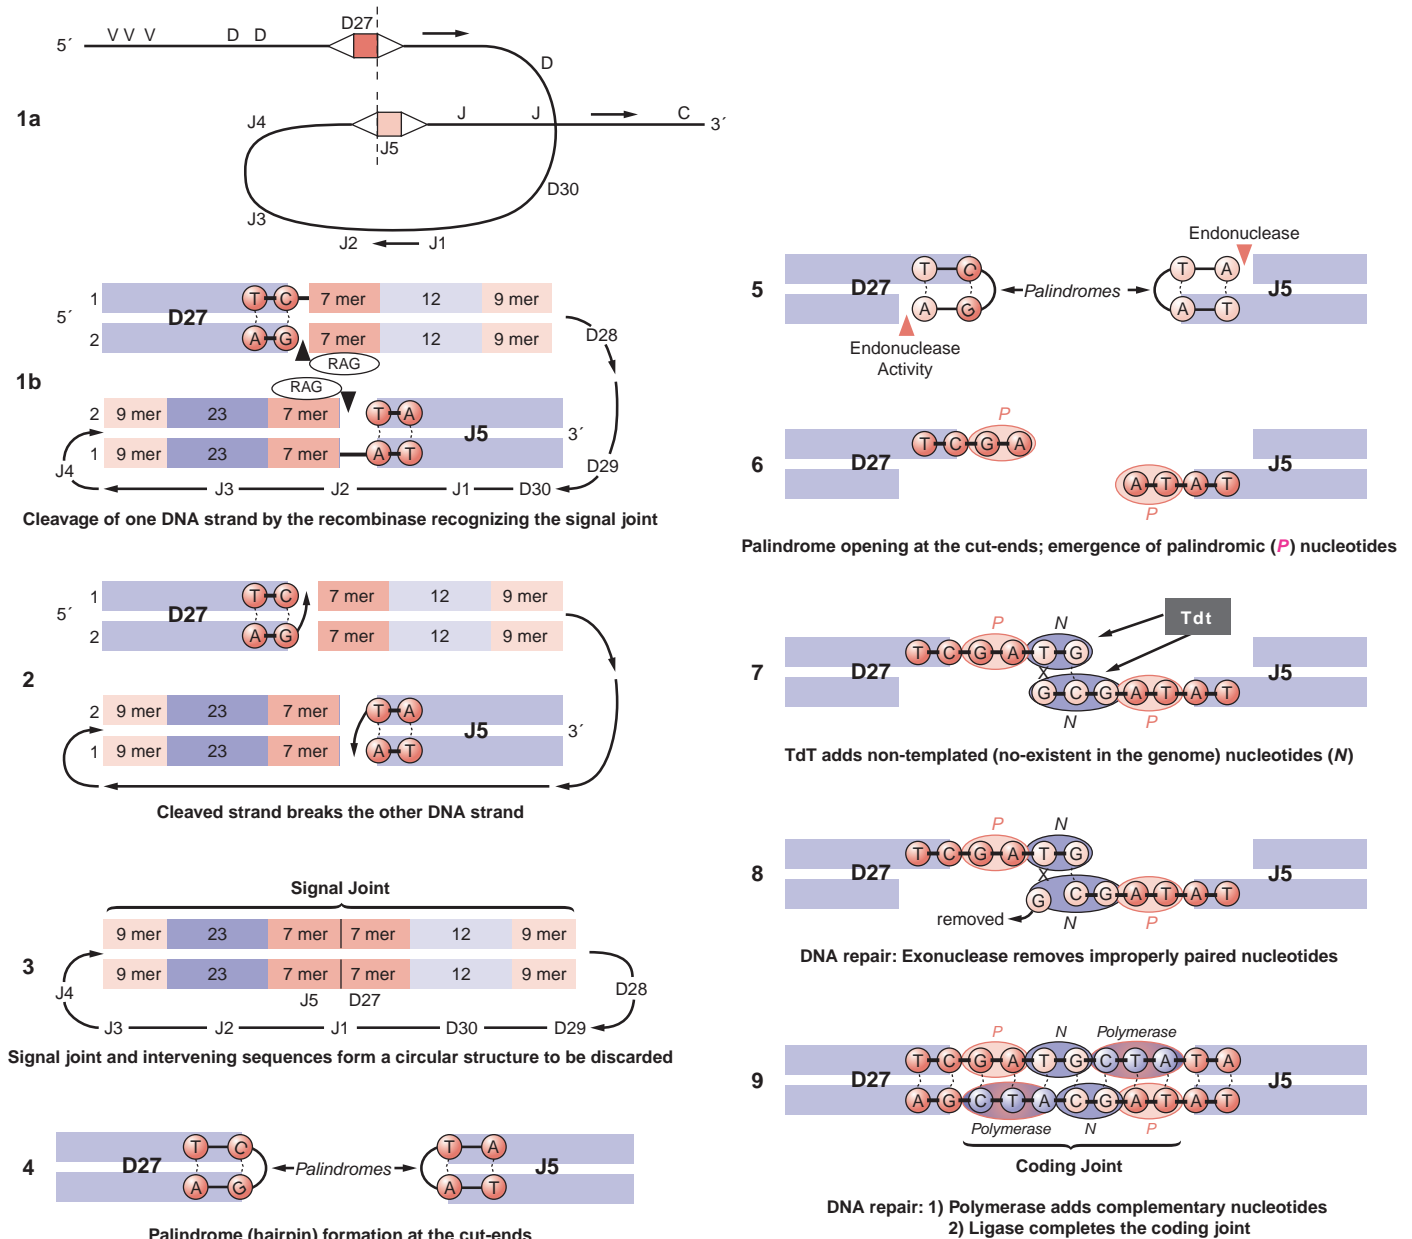 D27
5´ V V V D D
D
1a
J4 J J C 3´
J5
D30
J3
J2 J1
1 T C 7 mer 12 9 mer
5´ D27
2 A G 7 mer 12 9 mer
D28
RAG
1b
RAG
2 9 mer 23 7 mer T A
J5 3´
1 9 mer 23 7 mer A T
J4 D29
J3 J2 J1 D30
Cleavage of one DNA strand by the recombinase recognizing the signal joint
1 T C 7 mer 12 9 mer
5´ D27
2 A G 7 mer 12 9 mer
2
2 9 mer 23 7 mer T A
J5 3´
1 9 mer 23 7 mer A T
Cleaved strand breaks the other DNA strand
Signal Joint
9 mer 23 7 mer 7 mer 12 9 mer
3
9 mer 23 7 mer 7 mer 12 9 mer
J4 J5 D27 D28
J3 J2 J1 D30 D29
Signal joint and intervening sequences form a circular structure to be discarded
T C T A
4 D27 Palindromes J5
A G A T
Palindrome (hairpin) formation at the cut-ends
Endonuclease
T C T A
5 D27 Palindromes J5
A G A T
Endonuclease
Activity
P
T C G A
6 D27 J5
A T A T
P
Palindrome opening at the cut-ends; emergence of palindromic (P) nucleotides
Tdt
P N
T C G A T G
7 D27 J5
G C G A T A T
N P
TdT adds non-templated (no-existent in the genome) nucleotides (N)
P N
T C G A T G
8 D27 J5
G C G A T A T
removed N P
DNA repair: Exonuclease removes improperly paired nucleotides
P N Polymerase
T C G A T G C T A T A
9 D27 J5
A G C T A C G A T A T
Polymerase N P
Coding Joint
DNA repair: 1) Polymerase adds complementary nucleotides
2) Ligase completes the coding joint